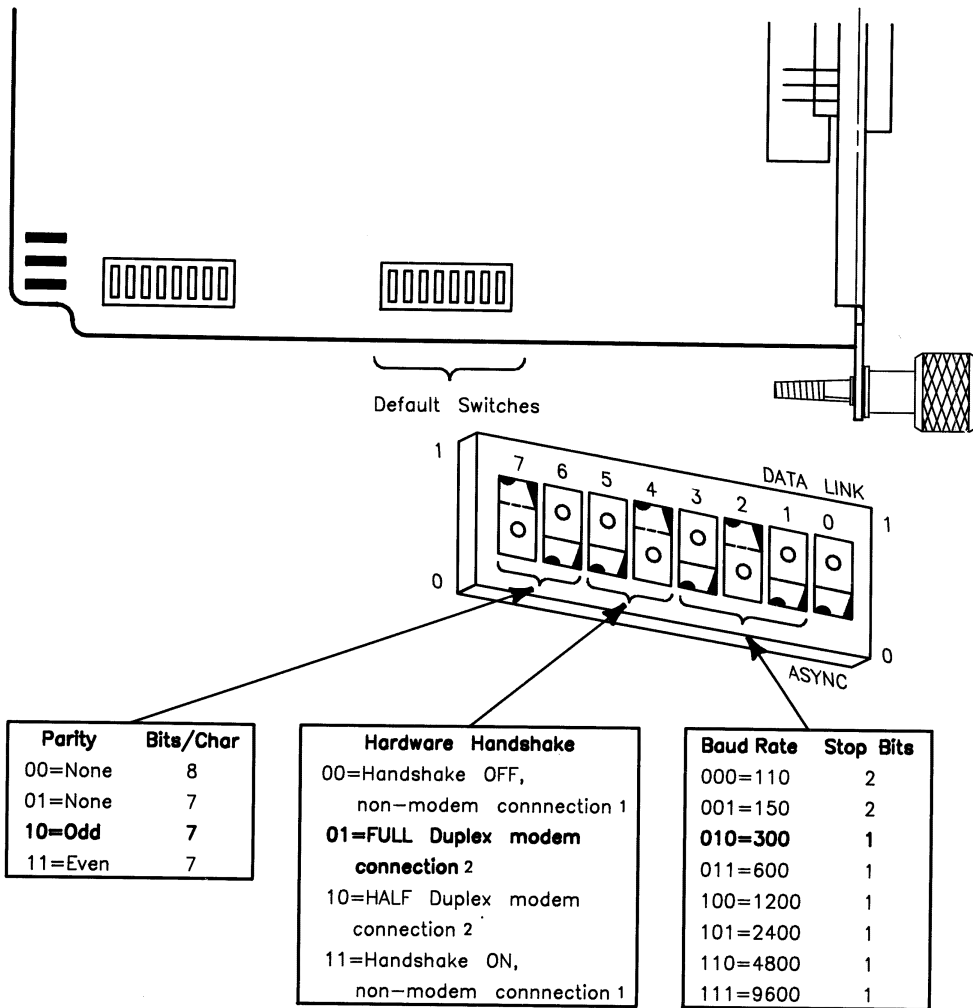 Default Switches
1
7 6 5 4 3 2 1 0
DATA LINK
1
0
0
ASYNC
Parity Bits/Char
00=None 8
01=None 7
10=Odd 7
11=Even 7
Hardware Handshake
00=Handshake OFF,
non-modem connnection 1
01=FULL Duplex modem
connection 2
10=HALF Duplex modem
connection 2
11=Handshake ON,
non-modem connnection 1
Baud Rate Stop Bits
000=110 2
001=150 2
010=300 1
011=600 1
100=1200 1
101=2400 1
110=4800 1
111=9600 1